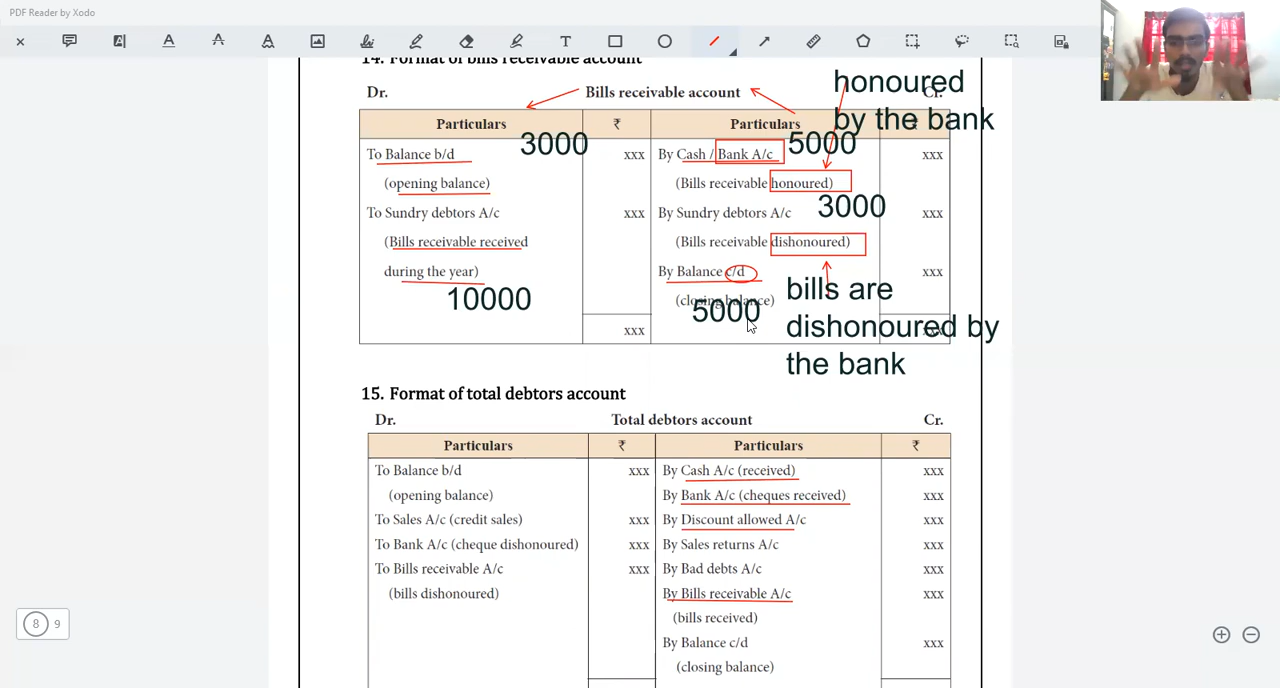 PDF Reader by Xodo
14. Format of bills receivable account
honoured
by the bank
Dr. Bills receivable account Cr.
Particulars ₹ Particulars ₹
3000 5000
To Balance b/d xxx By Cash / Bank A/c xxx
(opening balance) (Bills receivable honoured)
3000
To Sundry debtors A/c xxx By Sundry debtors A/c xxx
(Bills receivable received (Bills receivable dishonoured)
during the year) By Balance c/d xxx
10000 (closing balance)
5000
bills are
dishonoured by
the bank
xxx xxx
15. Format of total debtors account
Dr. Total debtors account Cr.
Particulars ₹ Particulars ₹
To Balance b/d xxx By Cash A/c (received) xxx
(opening balance) By Bank A/c (cheques received) xxx
To Sales A/c (credit sales) xxx By Discount allowed A/c xxx
To Bank A/c (cheque dishonoured) xxx By Sales returns A/c xxx
To Bills receivable A/c xxx By Bad debts A/c xxx
(bills dishonoured) By Bills receivable A/c xxx
(bills received)
By Balance c/d xxx
(closing balance)
8 9